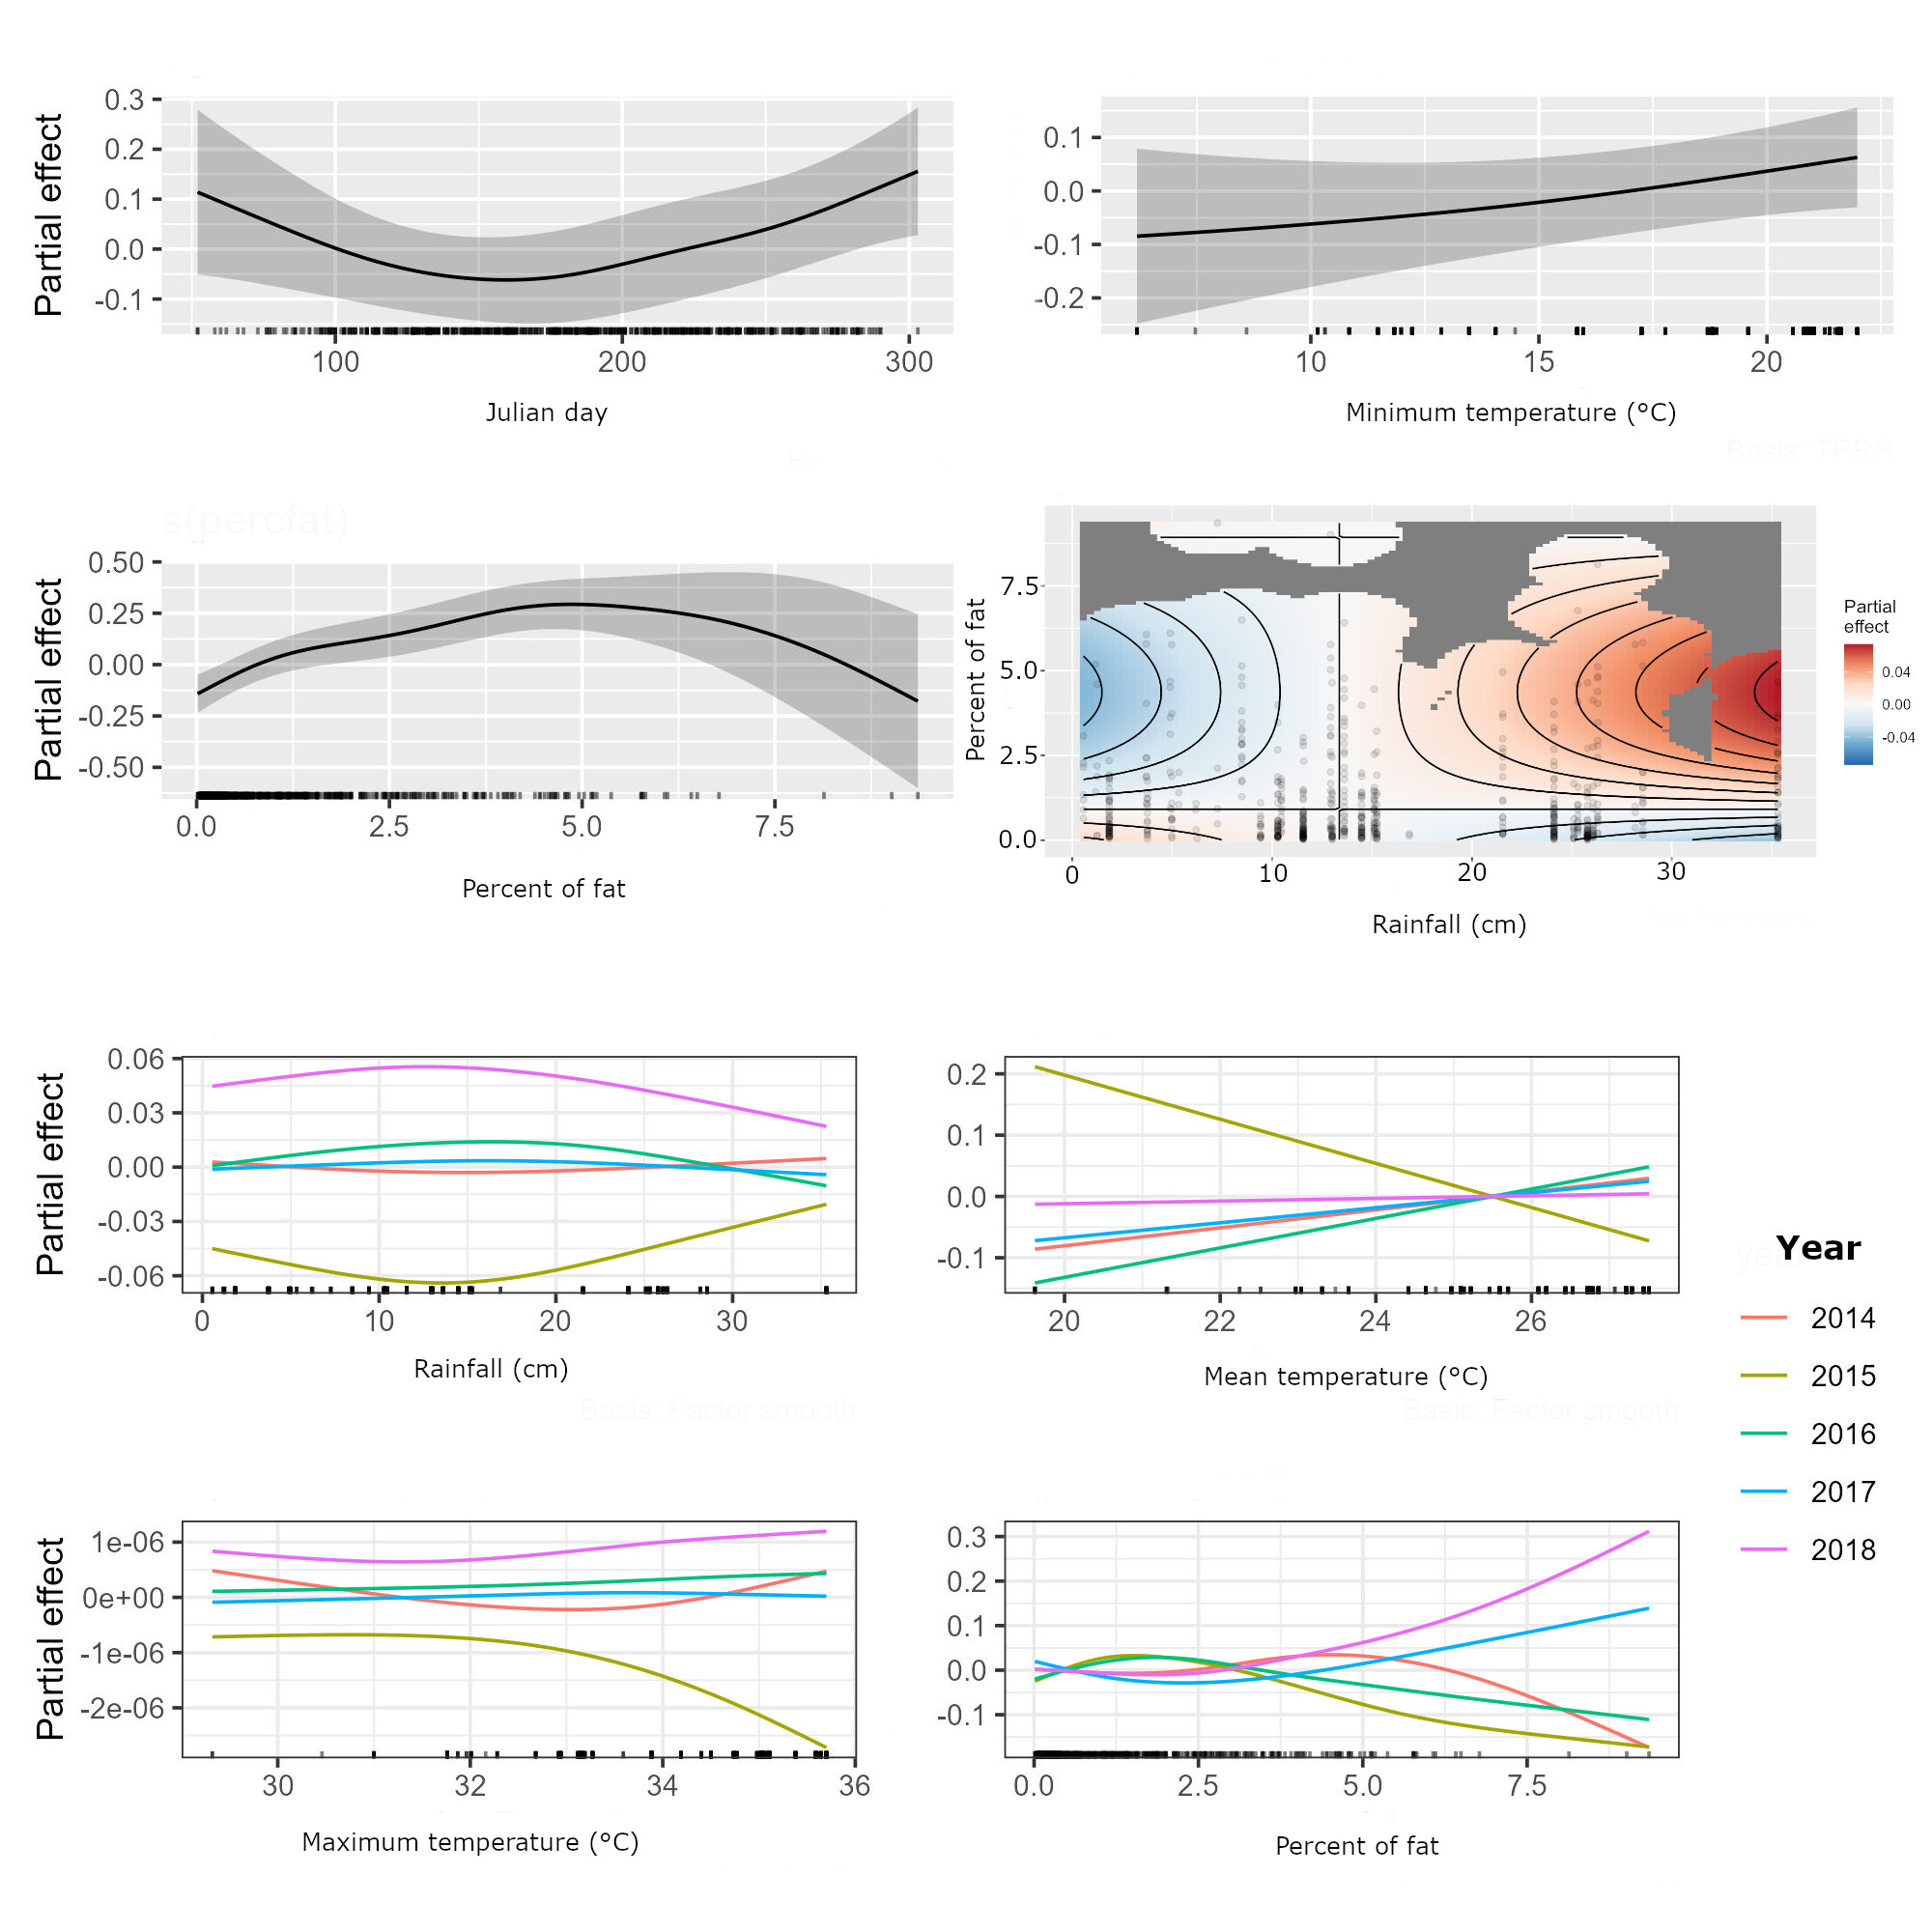 Partial effect
0.3
0.2
0.1
0.0
-0.1
100 200 300
Julian day
0.1
0.0
-0.1
-0.2
10 15 20
Minimum temperature (°C)
Basis: TPRS
s(percfat)
Partial effect
0.50
0.25
0.00
-0.25
-0.50
0.0 2.5 5.0 7.5
Percent of fat
Percent of fat
7.5
5.0
2.5
0.0
0 10 20 30
Rainfall (cm)
Partial
effect
0.04
0.00
-0.04
Partial effect
0.06
0.03
0.00
-0.03
-0.06
0 10 20 30
Rainfall (cm)
Basis: Factor smooth
0.2
0.1
0.0
-0.1
20 22 24 26
Mean temperature (°C)
Basis: Factor smooth
Year
2014
2015
2016
2017
2018
Partial effect
1e-06
0e+00
-1e-06
-2e-06
30 32 34 36
Maximum temperature (°C)
0.3
0.2
0.1
0.0
-0.1
0.0 2.5 5.0 7.5
Percent of fat